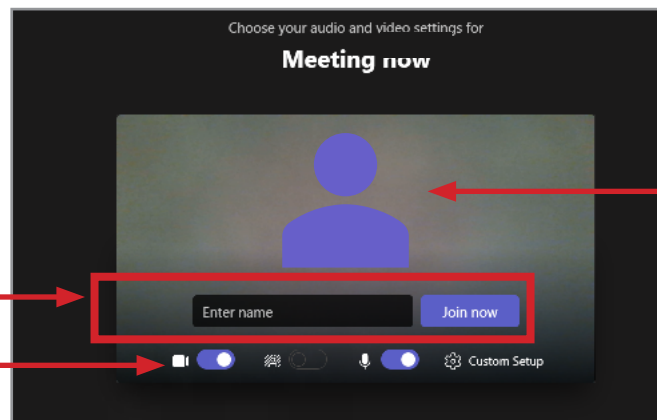 Choose your audio and video settings for
Meeting now
Enter name
Join now
Custom Setup